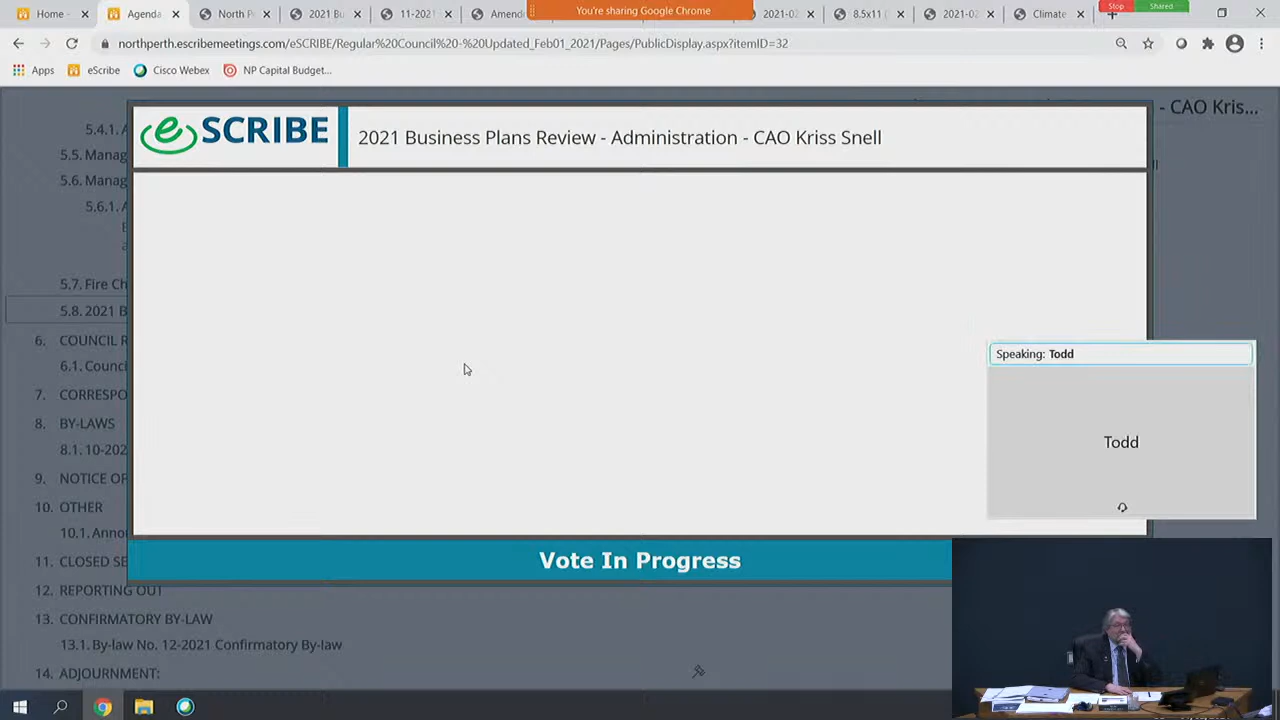 Home
Agenda
North P
2021 Bu
11-2021
Amend
You're sharing Google Chrome
2021-02
8.5x11 (
2021-02
Climate
Stop
Shared
northperth.escribemeetings.com/eSCRIBE/Regular%20Council%20-%20Updated_Feb01_2021/Pages/PublicDisplay.aspx?itemID=32
Apps
eScribe
Cisco Webex
NP Capital Budget...
- CAO Kris...
eSCRIBE
2021 Business Plans Review - Administration - CAO Kriss Snell
5.4.1. A
5.5. Manag
5.6. Manag
5.6.1. A
5.7. Fire Ch
5.8. 2021 B
6. COUNCIL R
6.1. Counci
7. CORRESPO
8. BY-LAWS
8.1. 10-202
9. NOTICE OF
10. OTHER
10.1. Anno
11. CLOSED SE
12. REPORTING OUT
13. CONFIRMATORY BY-LAW
13.1. By-law No. 12-2021 Confirmatory By-law
14. ADJOURNMENT:
Speaking: Todd
Todd
Vote In Progress